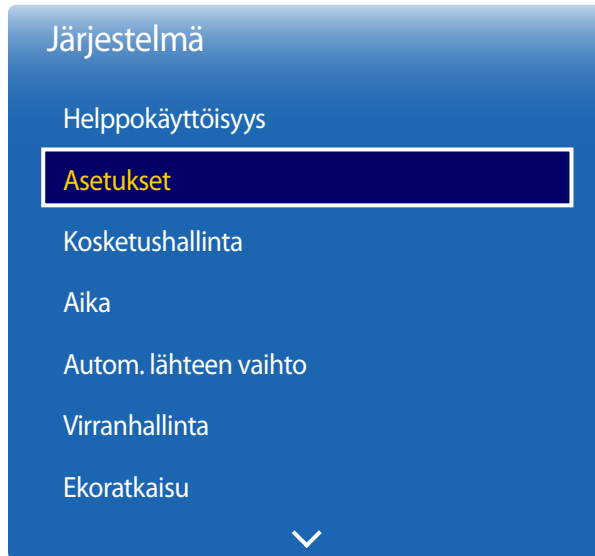 Järjestelmä
Helppokäyttöisyys
Asetukset
Kosketushallinta
Aika
Autom. lähteen vaihto
Virranhallinta
Ekoratkaisu